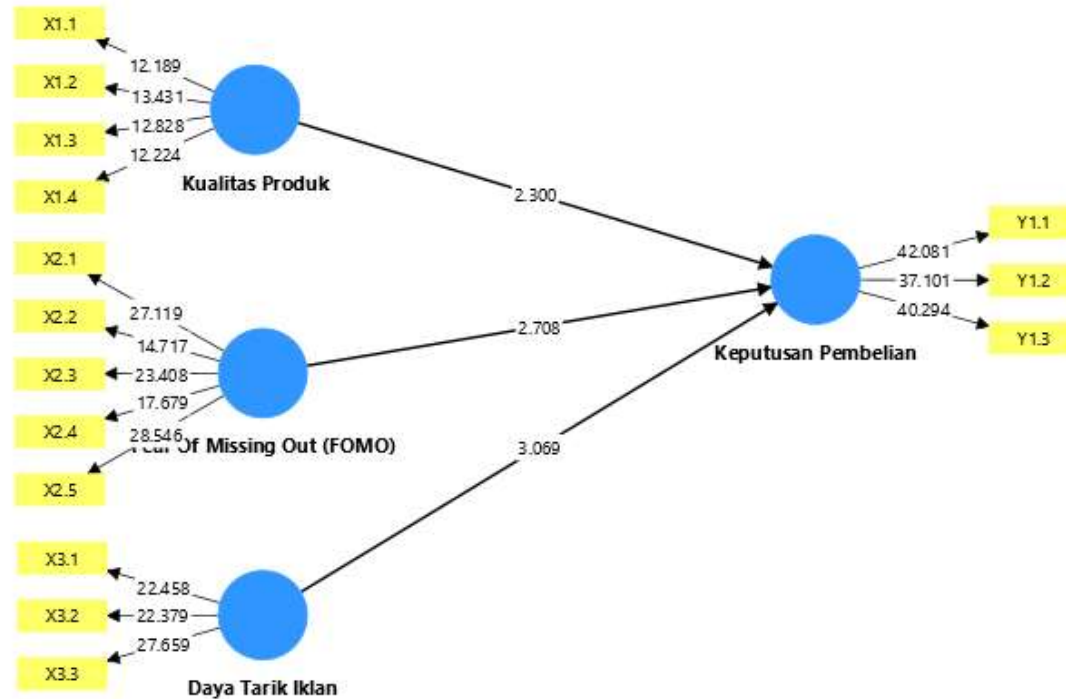 X1.1
X1.2
X1.3
X1.4
12.189
13.431
12.828
12.224
Kualitas Produk
2.300
X2.1
X2.2
X2.3
X2.4
X2.5
27.119
14.717
23.408
17.679
28.546
Of Missing Out (FOMO)
2.708
X3.1
X3.2
X3.3
22.458
22.379
27.659
Daya Tarik Iklan
3.069
Keputusan Pembelian
42.081
37.101
40.294
Y1.1
Y1.2
Y1.3